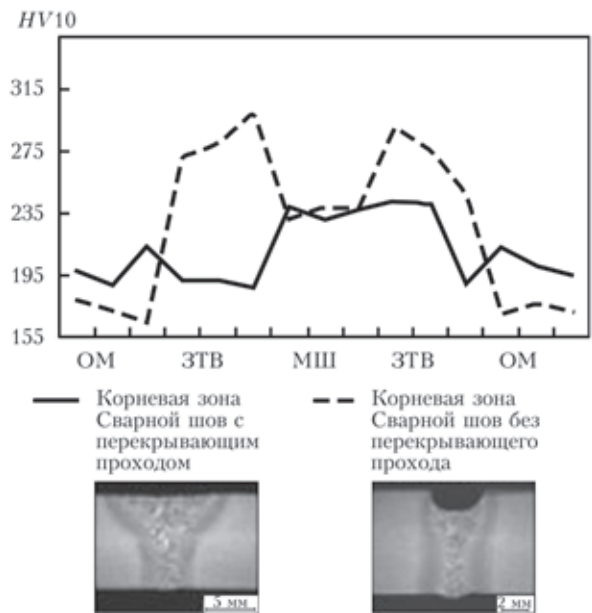 HV10
315
275
235
195
155
ОМ ЗТВ МШ ЗТВ ОМ
Корневая зона
Сварной шов с
перекрывающим
проходом
Корневая зона
Сварной шов без
перекрывающего
прохода
5 мм
2 мм